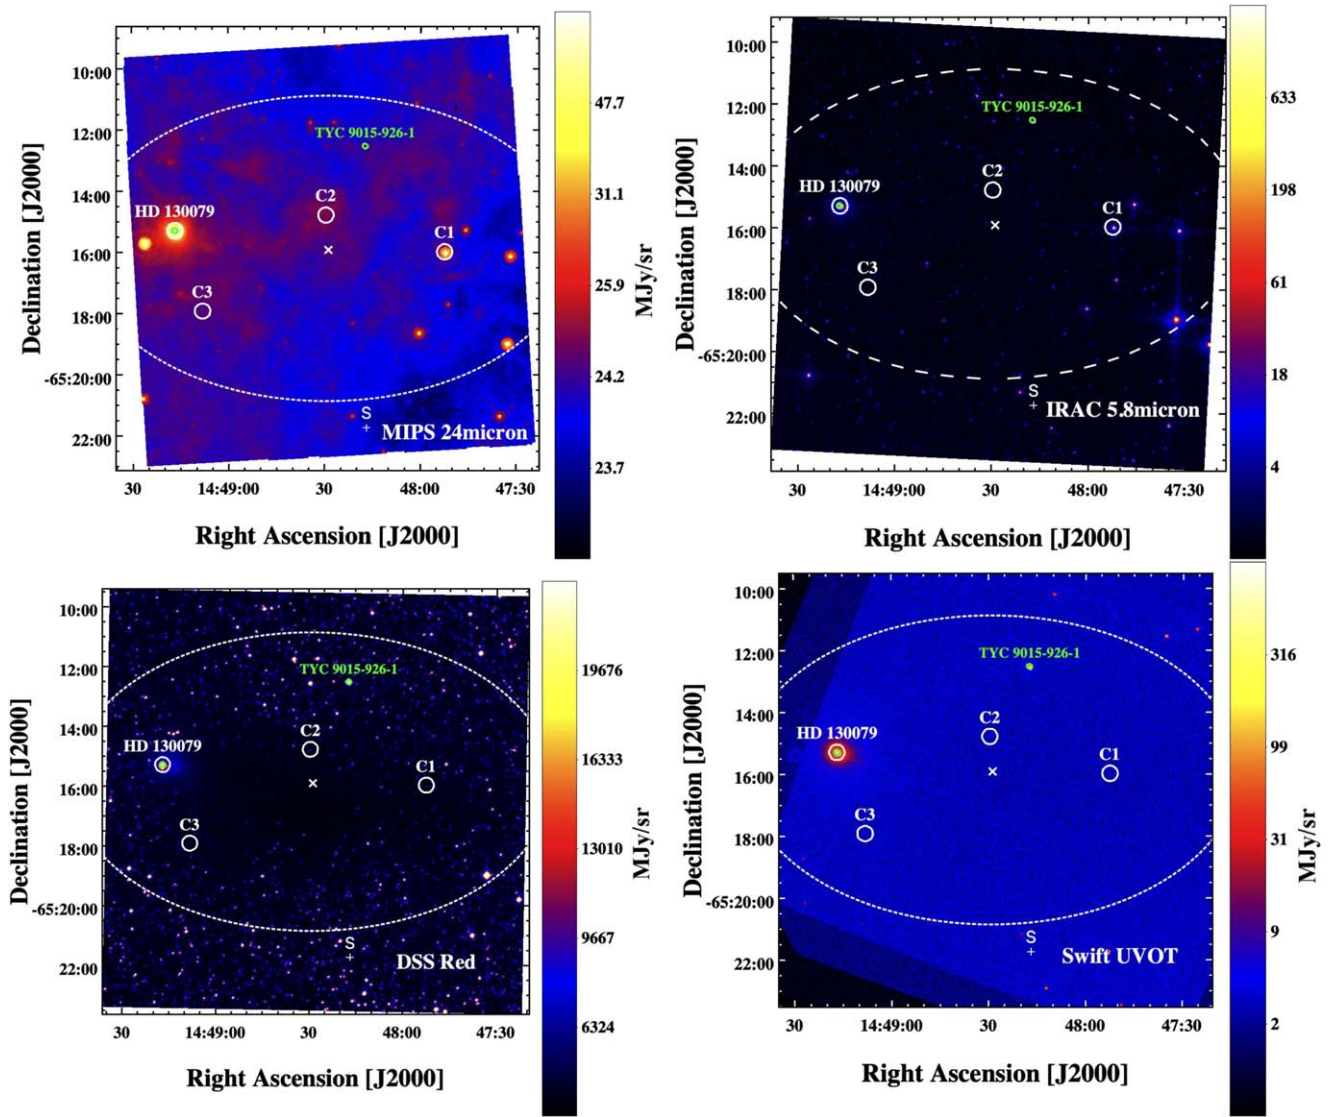 10:00
12:00
14:00
16:00
18:00
-65:20:00
22:00
Declination [J2000]
TYC 9015-926-1
C2
HD 130079
C1
C3
S
MIPS 24micron
30
14:49:00
30
48:00
47:30
Right Ascension [J2000]
47.7
31.1
25.9
24.2
23.7
MJy/sr
10:00
12:00
14:00
16:00
18:00
-65:20:00
22:00
Declination [J2000]
TYC 9015-926-1
C2
HD 130079
C1
C3
S
IRAC 5.8micron
30
14:49:00
30
48:00
47:30
Right Ascension [J2000]
633
198
61
18
4
10:00
12:00
14:00
16:00
18:00
-65:20:00
22:00
Declination [J2000]
TYC 9015-926-1
C2
HD 130079
C1
C3
S
DSS Red
30
14:49:00
30
48:00
47:30
Right Ascension [J2000]
19676
16333
13010
9667
6324
MJy/sr
10:00
12:00
14:00
16:00
18:00
-65:20:00
22:00
Declination [J2000]
TYC 9015-926-1
C2
HD 130079
C1
C3
S
Swift UVOT
30
14:49:00
30
48:00
47:30
Right Ascension [J2000]
316
99
31
9
2
MJy/sr